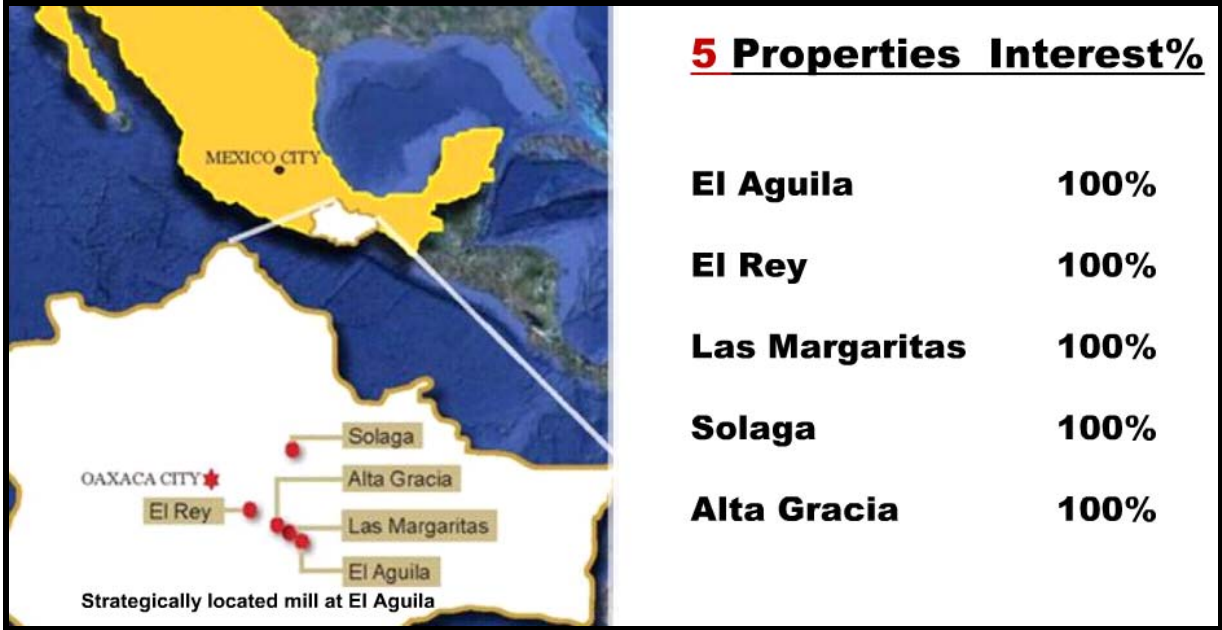 MEXICO CITY
Solaga
OAXACA CITY
Alta Gracia
El Rey
Las Margaritas
El Aguila
Strategically located mill at El Aguila
5 Properties Interest%
El Aguila 100%
El Rey 100%
Las Margaritas 100%
Solaga 100%
Alta Gracia 100%